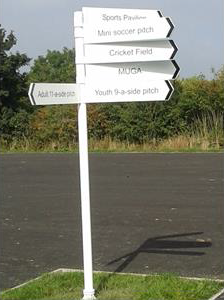 Sports Pavilion
Mini soccer pitch
Cricket Field
MUGA
Adult 11-a-side pitch
Youth 9-a-side pitch